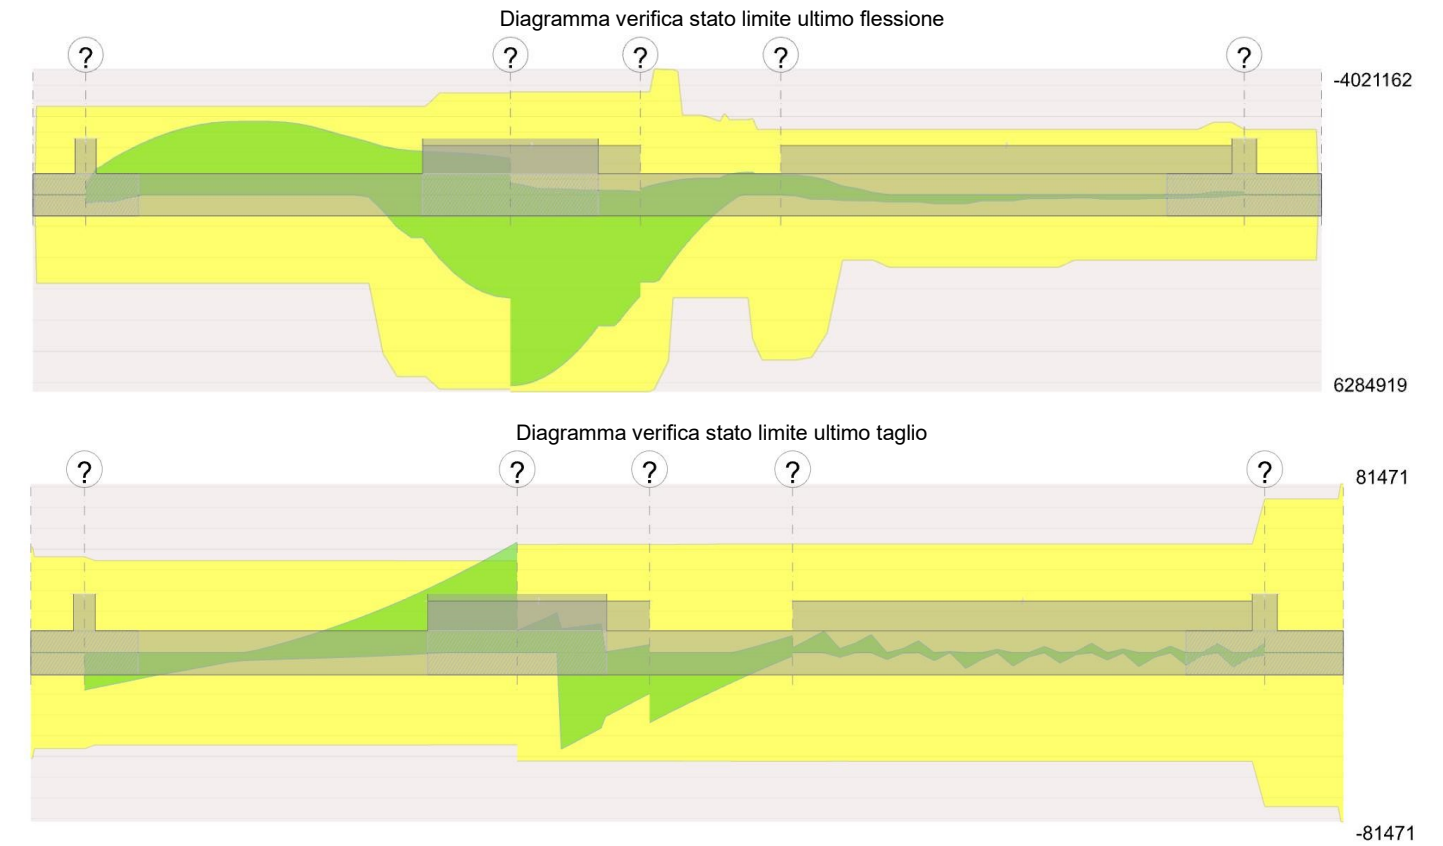 Diagramma verifica stato limite ultimo flessione
? ? ? ? ?
-4021162
6284919
Diagramma verifica stato limite ultimo taglio
? ? ? ? ?
81471
-81471